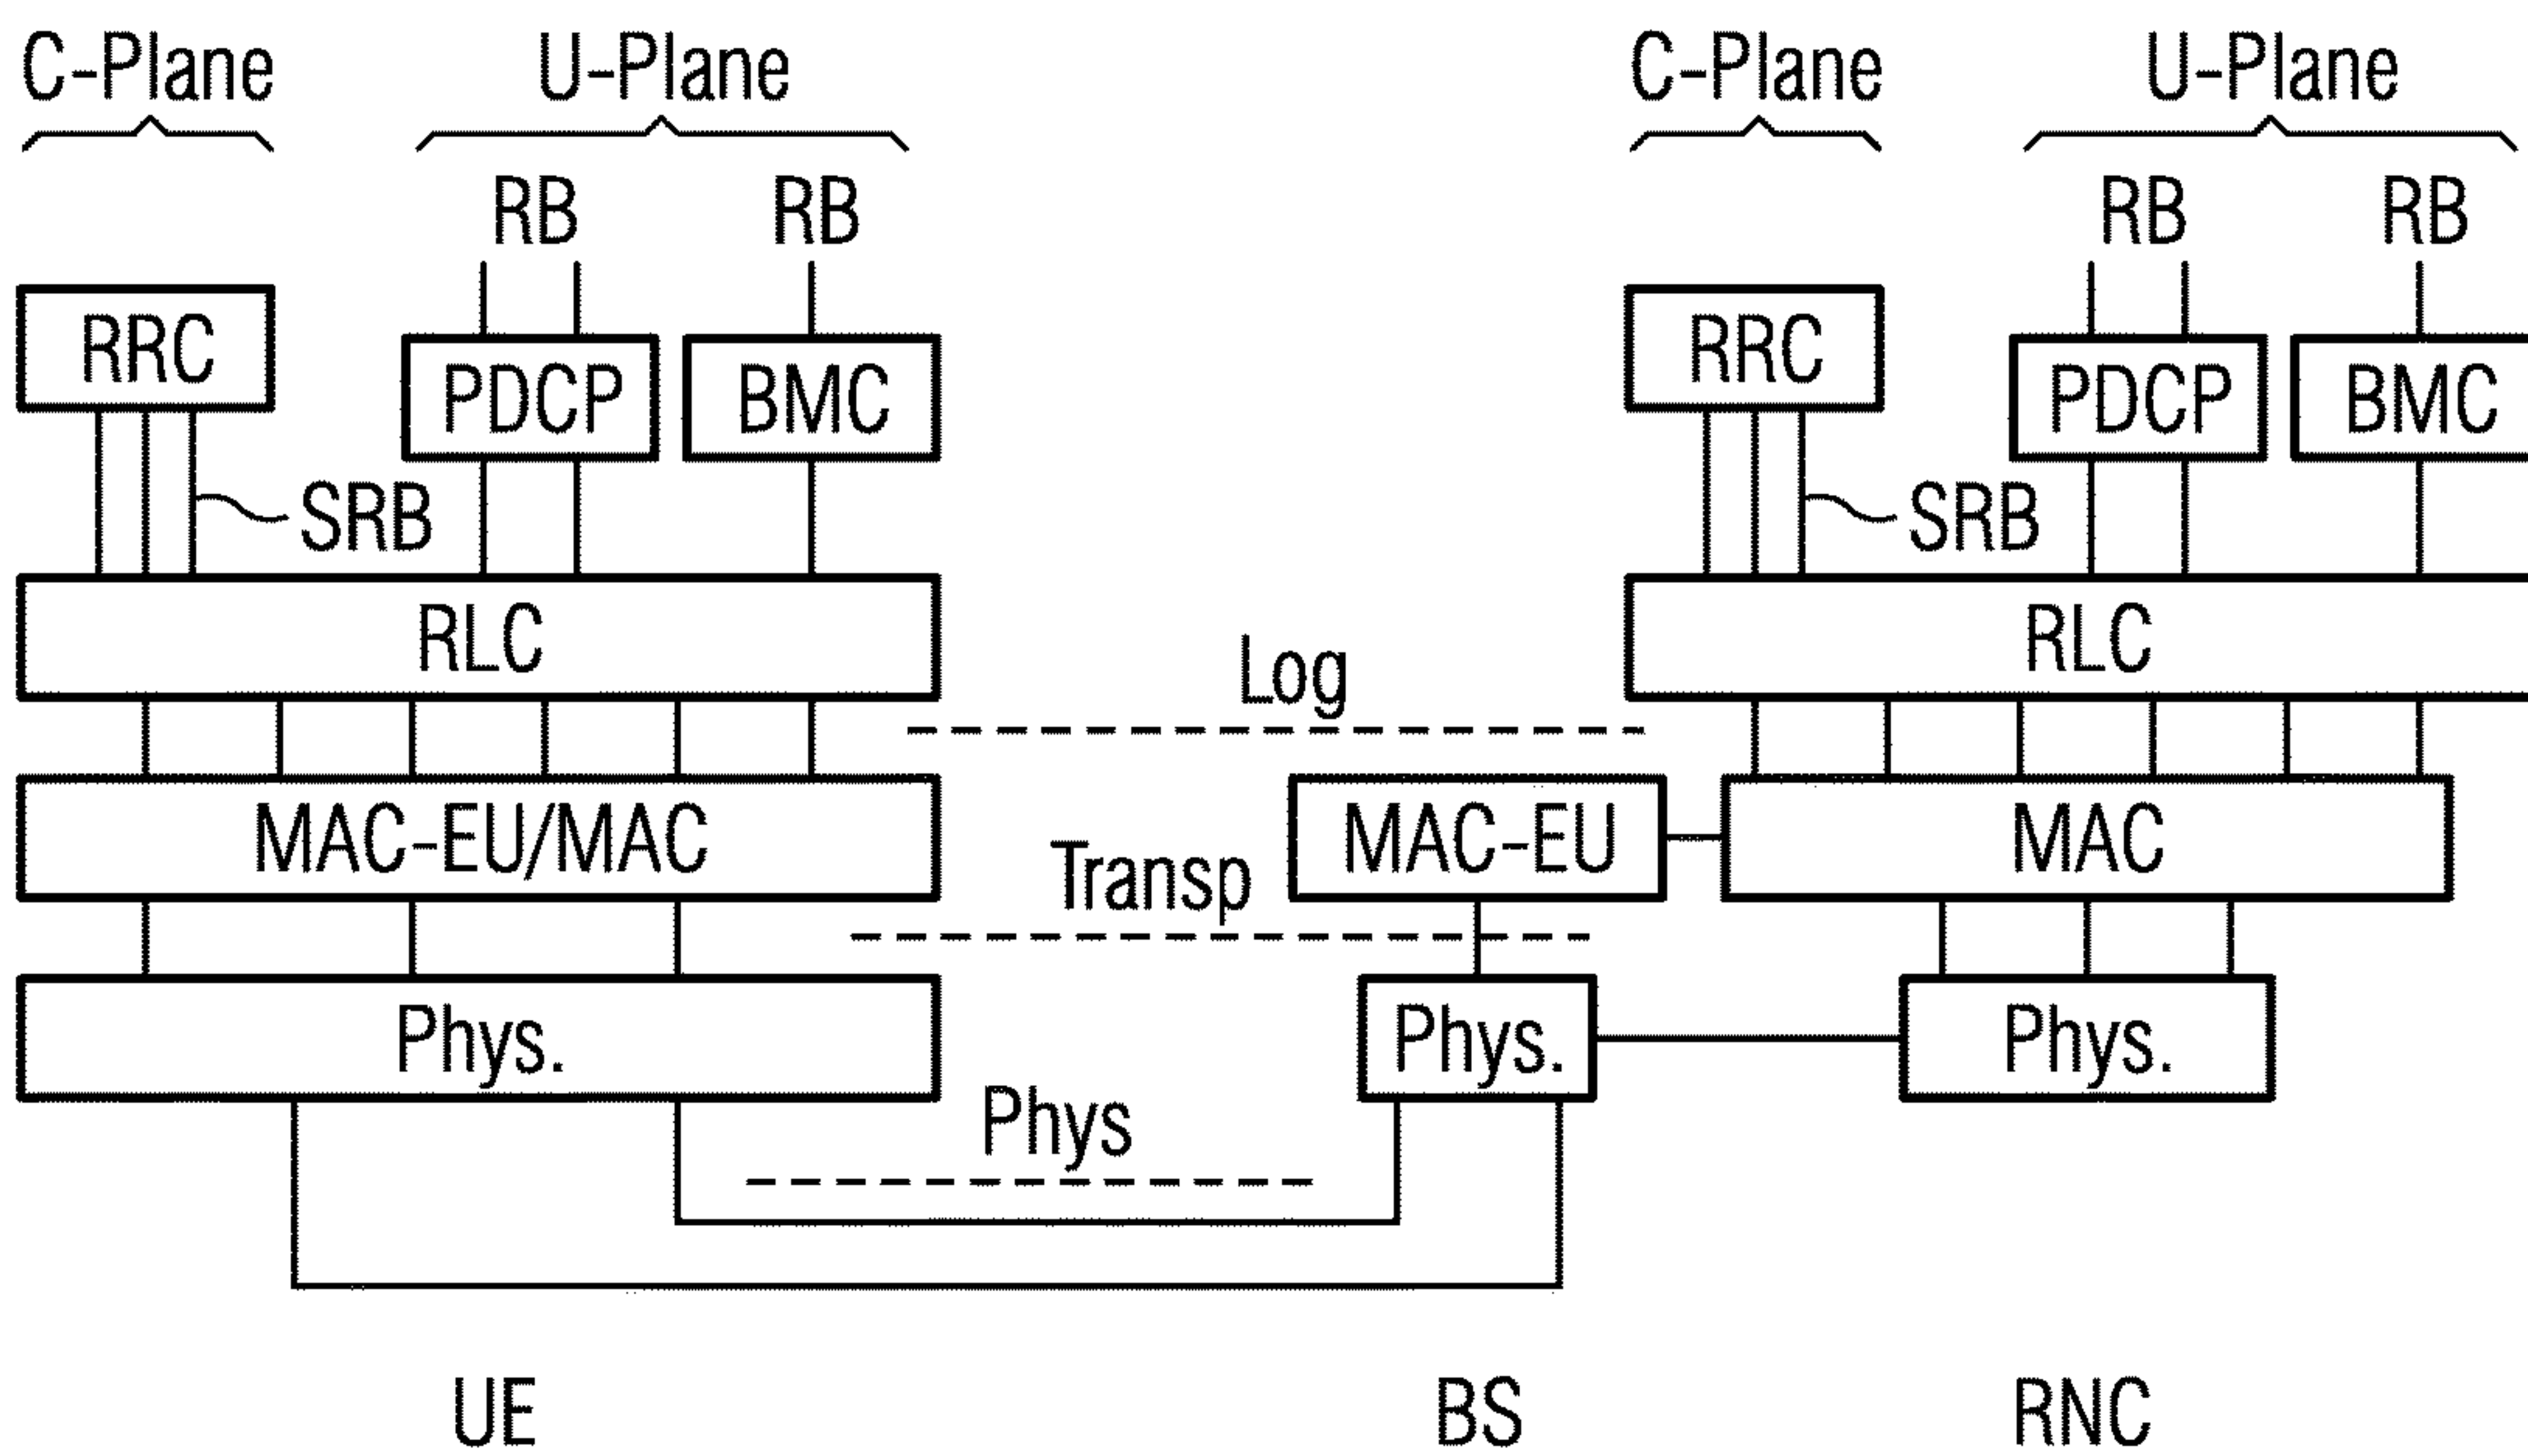 C-Plane U-Plane C-Plane U-Plane
RB RB RB RB
RRC RRC
PDCP BMC PDCP BMC
SRB SRB
RLC RLC
Log
MAC-EU/MAC MAC-EU MAC
Transp
Phys. Phys. Phys.
Phys
UE BS RNC